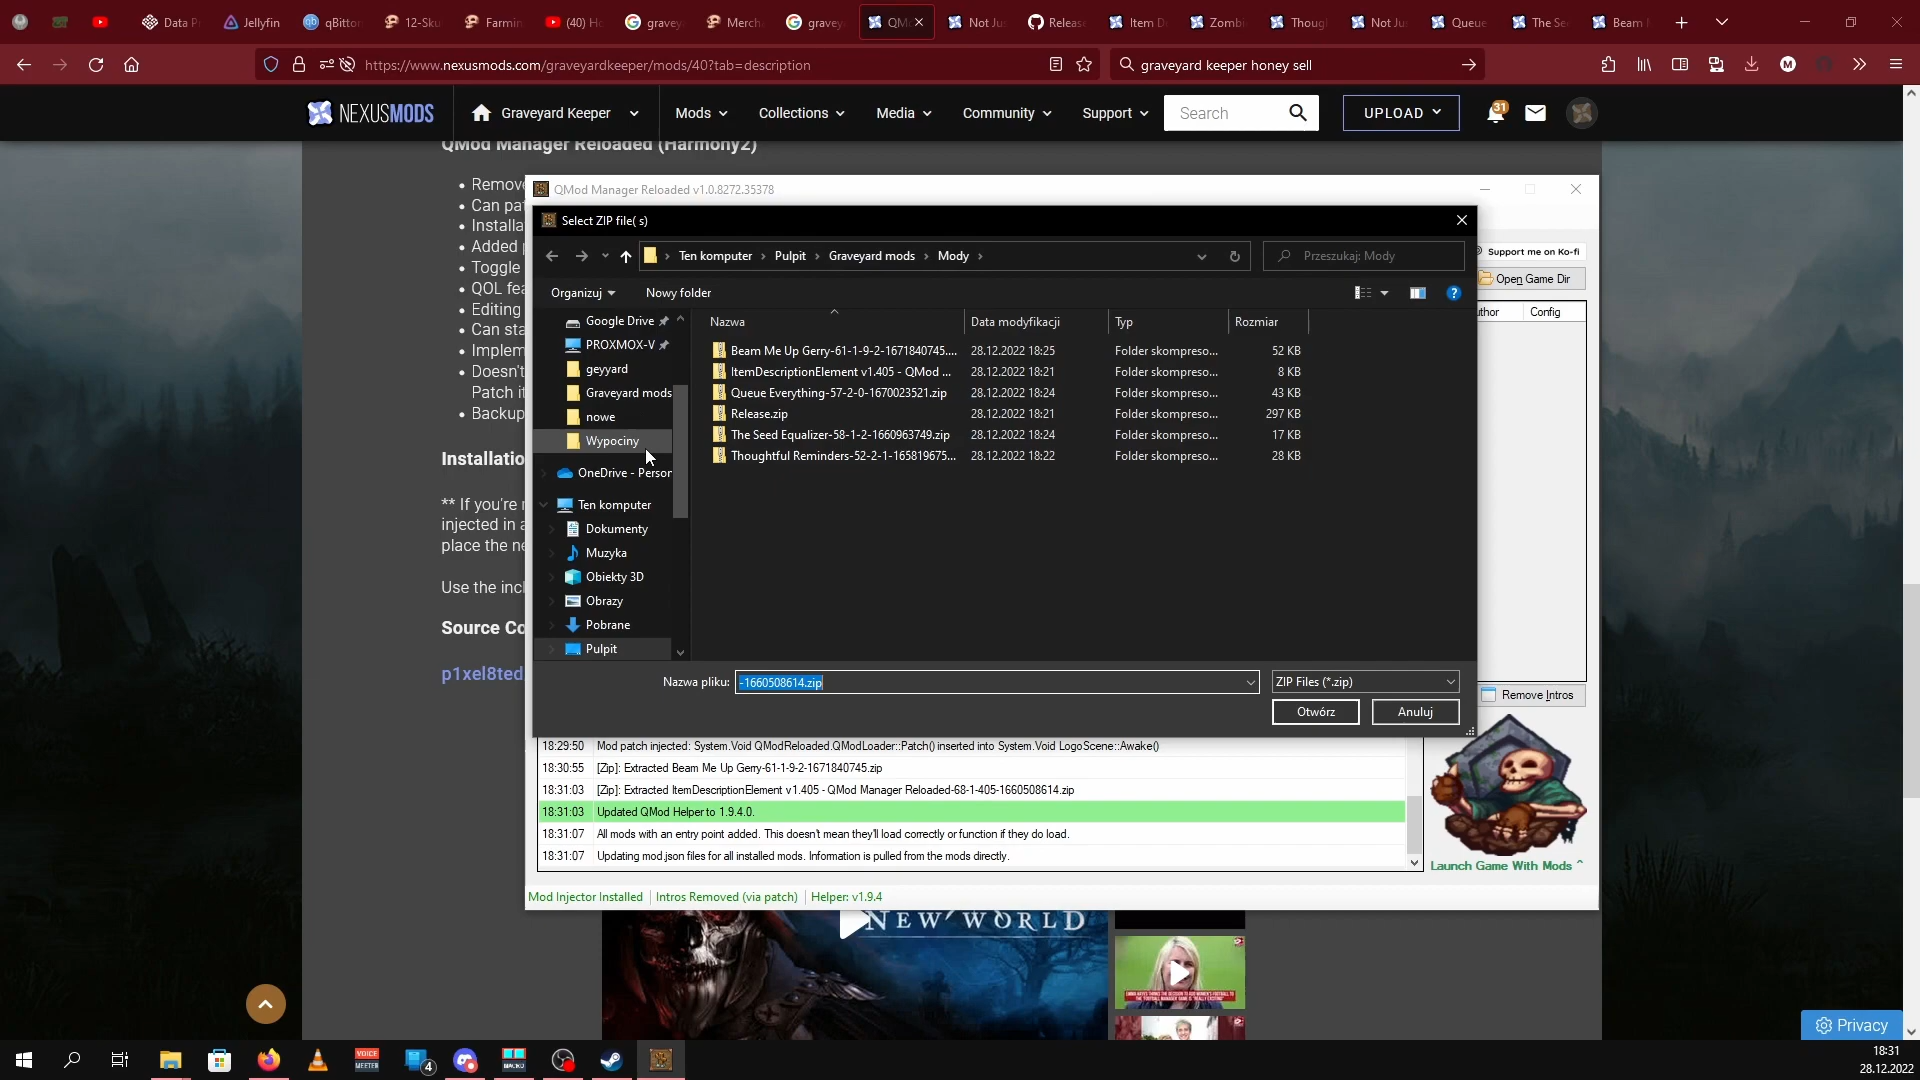 Data P
Jellyfin
qBittor
12-Sku
Farmin
(40) H
gravey
Merch
gravey
QM
Not Ju
Release
Item D
Zombi
Though
Not Ju
Queue
The Se
Beam
https://www.nexusmods.com/graveyardkeeper/mods/40?tab=description
graveyard keeper honey sell
NEXUSMODS
Graveyard Keeper
Mods
Collections
Media
Community
Support
Search
UPLOAD
31
QMod Manager Reloaded (Harmony2)
• Remove
• Can pat
• Installa
• Added
• Toggle
• QOL fea
• Editing
• Can sta
• Implem
• Doesn't
Patch it
• Backup
Installatio
** If you're
injected in a
place the ne
Use the incl
Source Co
p1xel8ted
QMod Manager Reloaded v1.0.8272.35378
Select ZIP file( s)
Ten komputer
Pulpit
Graveyard mods
Mody
Przeszukaj: Mody
Organizuj
Nowy folder
Google Drive
PROXMOX-V
geyyard
Graveyard mods
nowe
Wypociny
OneDrive - Person
Ten komputer
Dokumenty
Muzyka
Obiekty 3D
Obrazy
Pobrane
Pulpit
Nazwa Data modyfikacji Typ Rozmiar
Beam Me Up Gerry-61-1-9-2-1671840745.... 28.12.2022 18:25 Folder skompreso... 52 KB
ItemDescriptionElement v1.405 - QMod ... 28.12.2022 18:21 Folder skompreso... 8 KB
Queue Everything-57-2-0-1670023521.zip 28.12.2022 18:24 Folder skompreso... 43 KB
Release.zip 28.12.2022 18:21 Folder skompreso... 297 KB
The Seed Equalizer-58-1-2-1660963749.zip 28.12.2022 18:24 Folder skompreso... 17 KB
Thoughtful Reminders-52-2-1-165819675... 28.12.2022 18:22 Folder skompreso... 28 KB
Nazwa pliku: -1660508614.zip
ZIP Files (*.zip)
Otwórz
Anuluj
Support me on Ko-fi
Open Game Dir
uthor Config
Remove Intros
18:29:50 Mod patch injected: System.Void QModReloaded.QModLoader::Patch() inserted into System.Void LogoScene::Awake()
18:30:55 [Zip]: Extracted Beam Me Up Gerry-61-1-9-2-1671840745.zip
18:31:03 [Zip]: Extracted ItemDescriptionElement v1.405 - QMod Manager Reloaded-68-1-405-1660508614.zip
18:31:03 Updated QMod Helper to 1.9.4.0.
18:31:07 All mods with an entry point added. This doesn't mean they'll load correctly or function if they do load.
18:31:07 Updating mod.json files for all installed mods. Information is pulled from the mods directly.
Launch Game With Mods ^
Mod Injector Installed
Intros Removed (via patch)
Helper: v1.9.4
NEW WORLD
Privacy
VOICE
MEETER
4
MACRO
18:31
28.12.2022